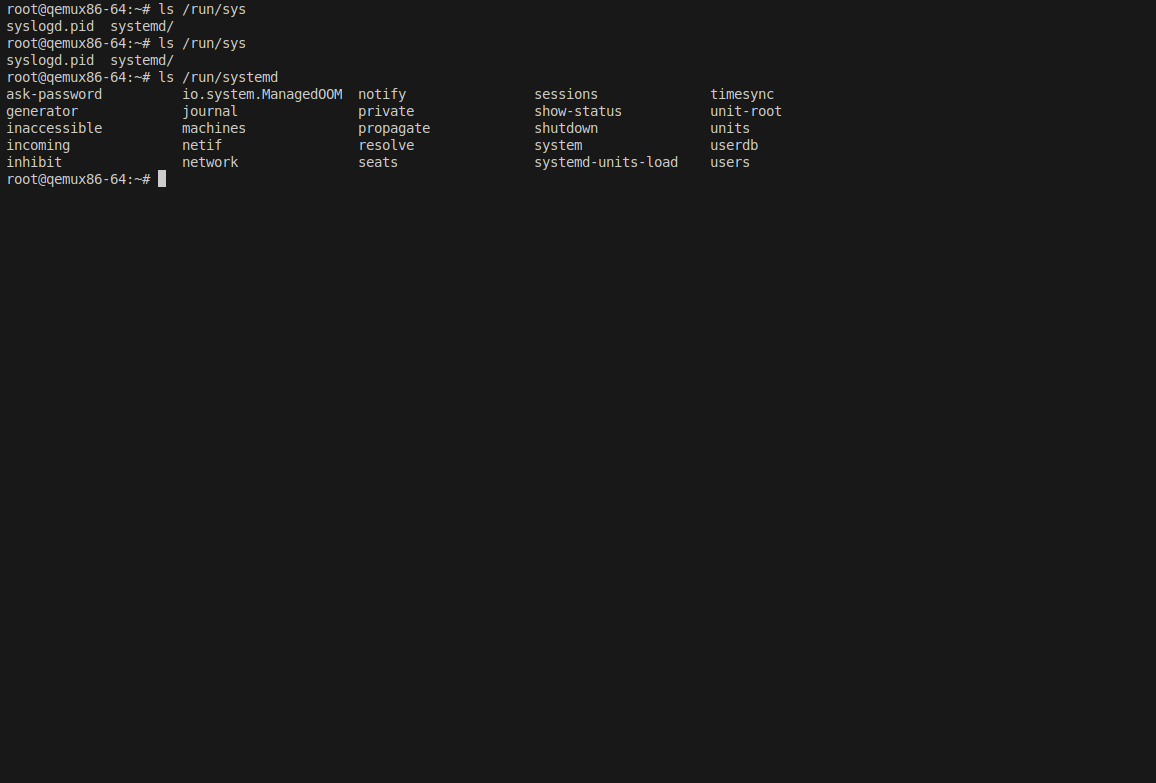 root@qemux86-64:~# ls /run/sys
syslogd.pid  systemd/
root@qemux86-64:~# ls /run/sys
syslogd.pid  systemd/
root@qemux86-64:~# ls /run/systemd
ask-password          io.system.ManagedOOM  notify                sessions              timesync
generator             journal               private               show-status           unit-root
inaccessible          machines              propagate             shutdown              units
incoming              netif                 resolve               system                userdb
inhibit               network               seats                 systemd-units-load    users
root@qemux86-64:~#